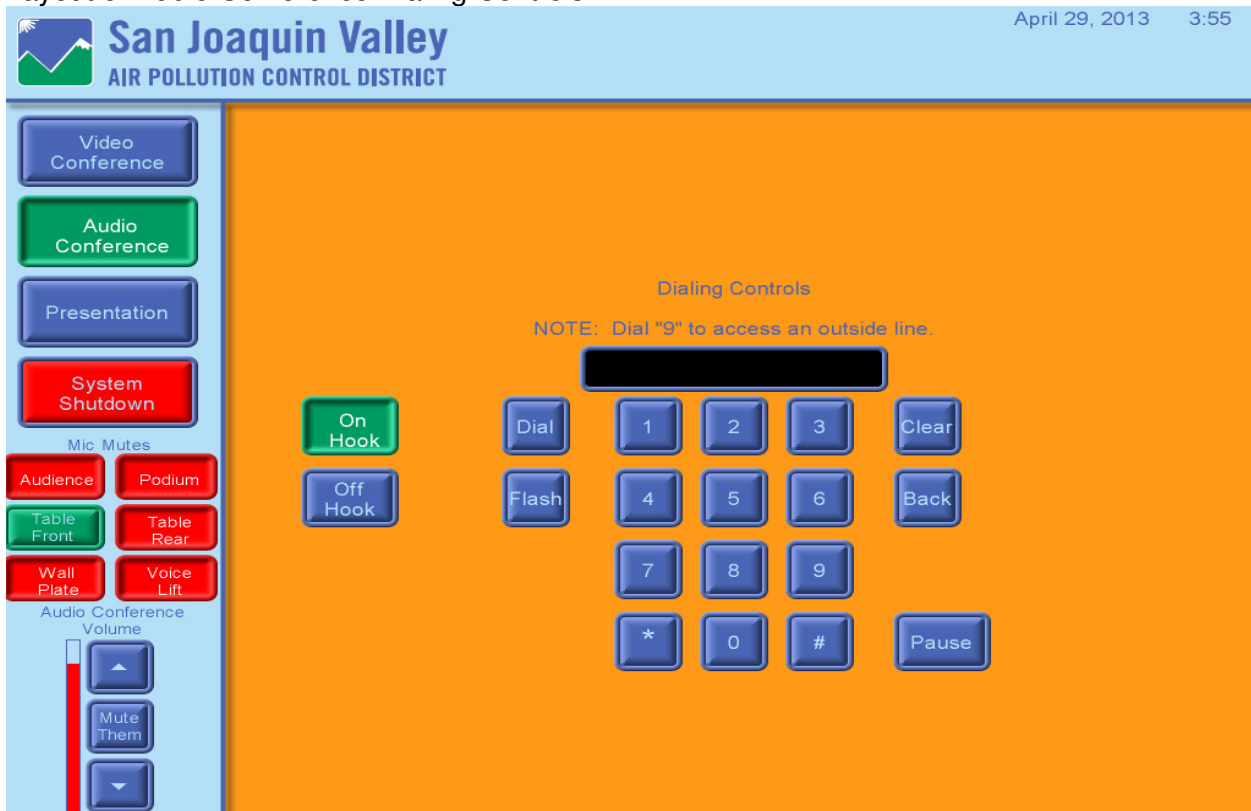 April 29, 2013 3:55
San Joaquin Valley
AIR POLLUTION CONTROL DISTRICT
Video
Conference
Audio
Conference
Presentation
System
Shutdown
Mic Mutes
Audience Podium
Table
Front
Table
Rear
Wall
Plate
Voice
Lift
Audio Conference
Volume
Mute
Them
Dialing Controls
NOTE: Dial "9" to access an outside line.
On
Hook
Dial 1 2 3 Clear
Off
Hook
Flash 4 5 6 Back
7 8 9
* 0 # Pause